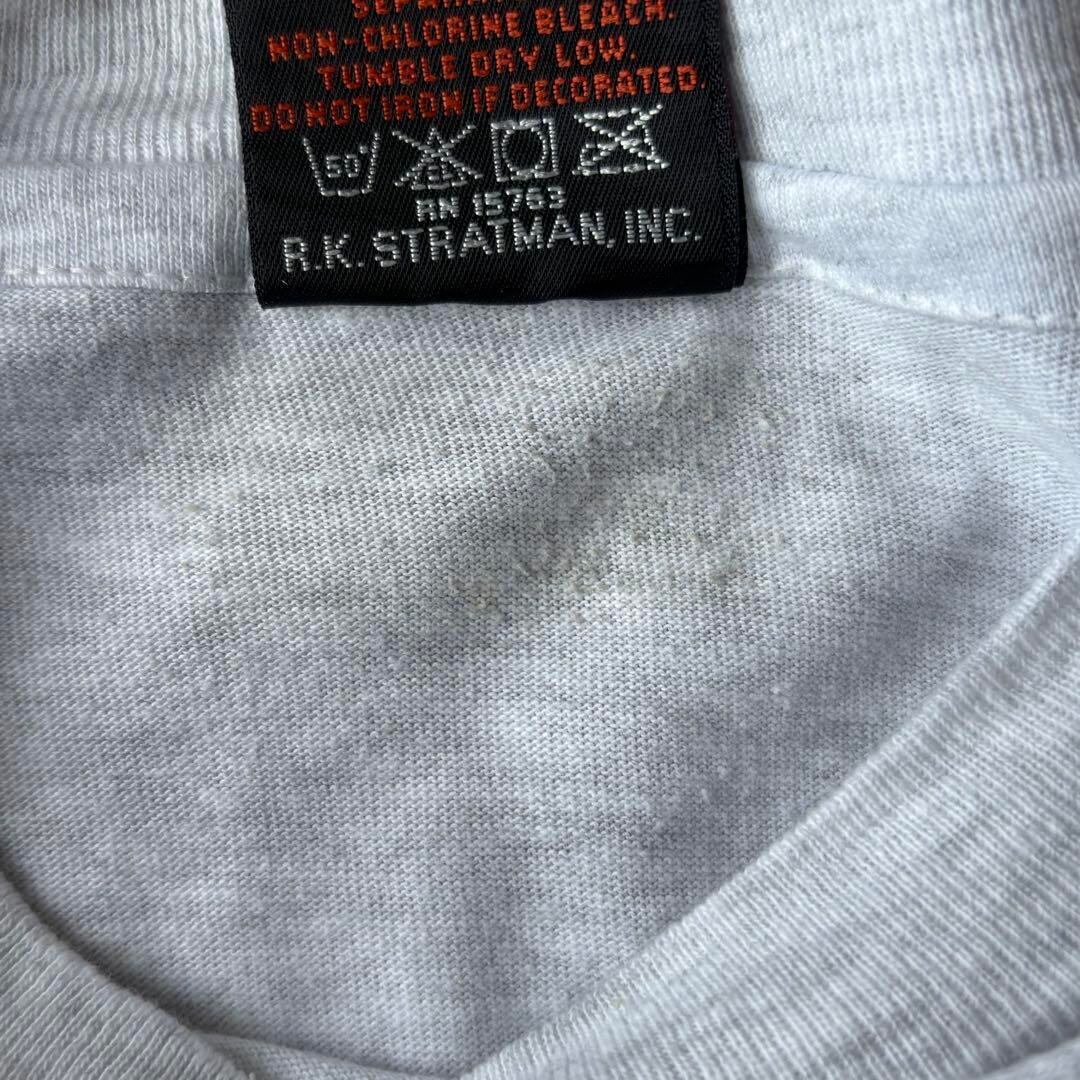 NON-CHLORINE BLEACH.
TUMBLE DRY LOW.
DO NOT IRON IF DECORATED.
50°
RN 15763
R.K. STRATMAN, INC.